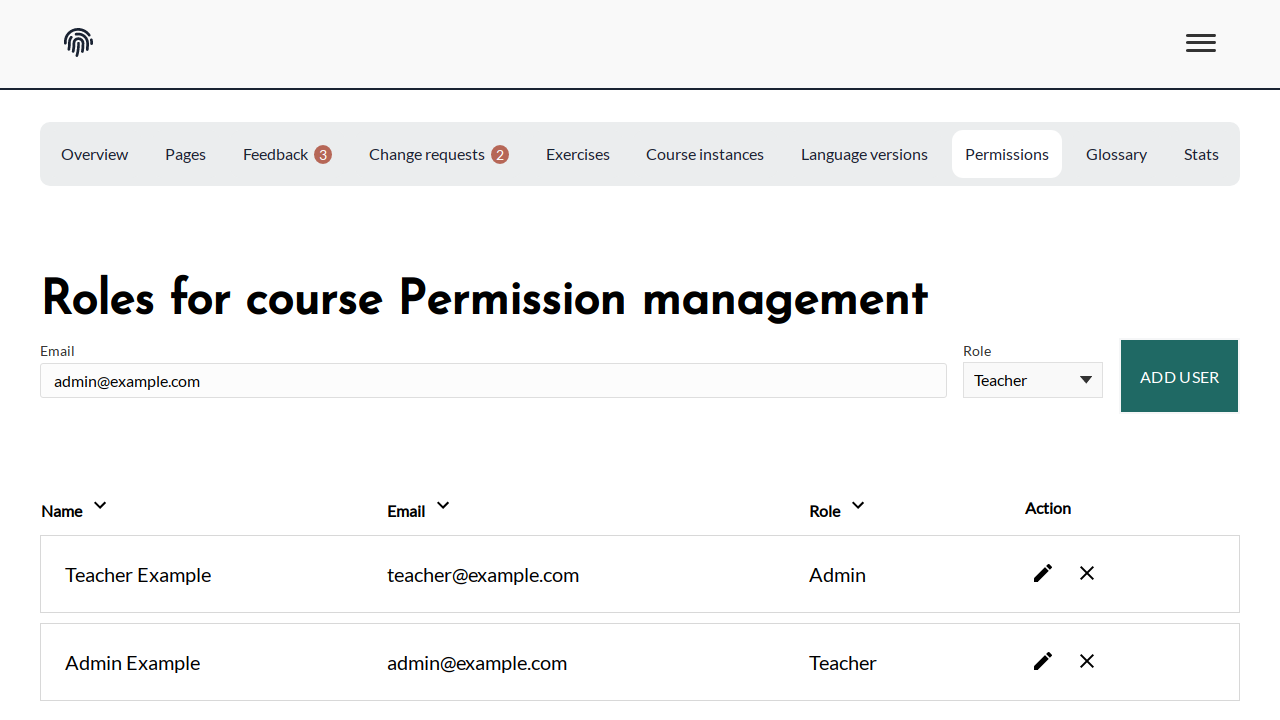 Overview Pages Feedback 3 Change requests 2 Exercises Course instances Language versions Permissions Glossary Stats
Roles for course Permission management
Email Role
admin@example.com Teacher ADD USER
Name Email Role Action
Teacher Example teacher@example.com Admin
Admin Example admin@example.com Teacher